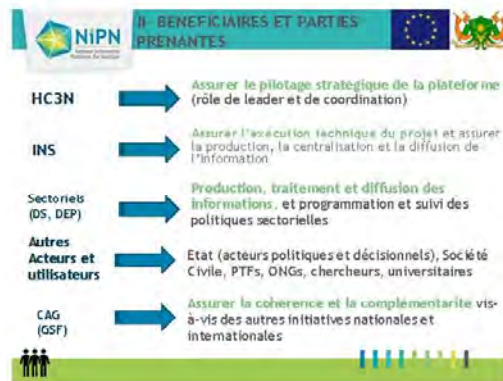 NiPN
II- BENEFICIAIRES ET PARTIES
PRENANTES
HC3N
Assurer le pilotage stratégique de la plateforme
(rôle de leader et de coordination)
INS
Assurer l'exécution technique du projet et assurer
la production, la centralisation et la diffusion de
l'information
Sectoriels
(DS, DEP)
Production, traitement et diffusion des
informations, et programmation et suivi des
politiques sectorielles
Autres
Acteurs et
utilisateurs
Etat (acteurs politiques et décisionnels), Société
Civile, PTFs, ONGs, chercheurs, universitaires
CAG
(GSF)
Assurer la cohérence et la complémentarité vis-
à-vis des autres initiatives nationales et
internationales